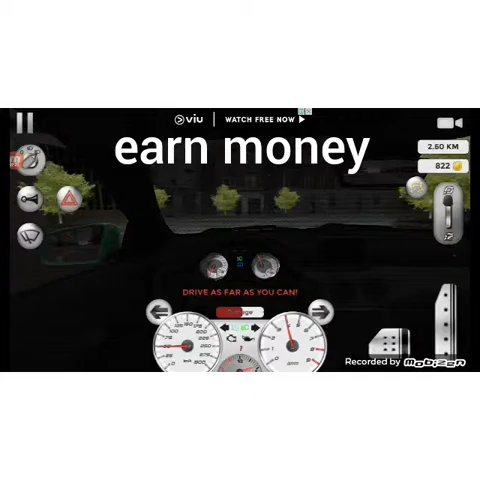 viu WATCH FREE NOW
earn money
2.60 KM
822
DRIVE AS FAR AS YOU CAN!
Recorded by Mobizen